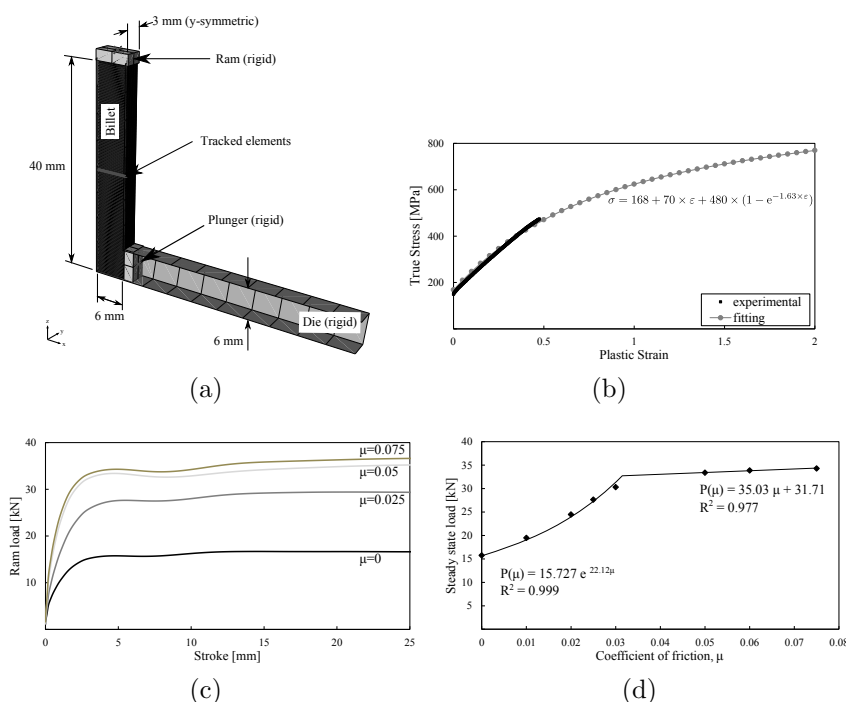 3 mm (y-symmetric)
Ram (rigid)
Billet
Tracked elements
40 mm
Plunger (rigid)
Die (rigid)
6 mm
6 mm
z
y
x
(a)
800
600
400
200
True Stress [MPa]
σ = 168 + 70 × ε + 480 × (1 − e^{−1.63×ε})
experimental
fitting
0
0.5
1
1.5
2
Plastic Strain
(b)
40
30
20
10
Ram load [kN]
μ=0.075
μ=0.05
μ=0.025
μ=0
0
5
10
15
20
25
Stroke [mm]
(c)
40
35
30
25
20
15
10
5
Steady state load [kN]
P(μ) = 35.03 μ + 31.71
R² = 0.977
P(μ) = 15.727 e^{22.12μ}
R² = 0.999
0
0.01
0.02
0.03
0.04
0.05
0.06
0.07
0.08
Coefficient of friction, μ
(d)